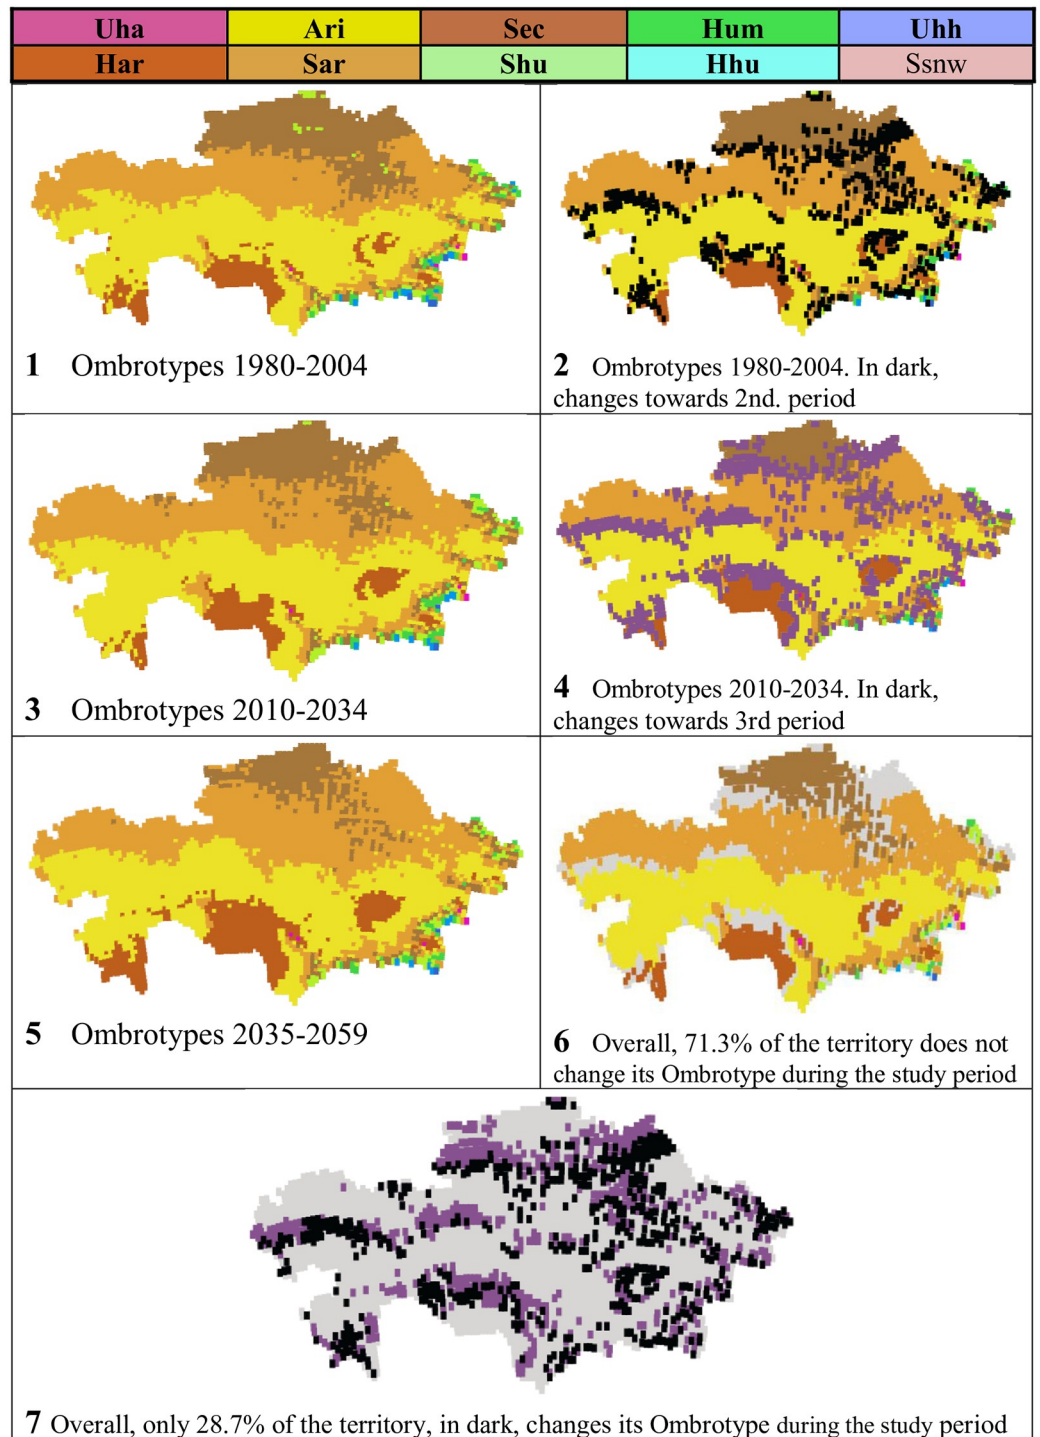 Uha Ari Sec Hum Uhh
Har Sar Shu Hhu Ssnw
1 Ombrotypes 1980-2004
2 Ombrotypes 1980-2004. In dark,
changes towards 2nd. period
3 Ombrotypes 2010-2034
4 Ombrotypes 2010-2034. In dark,
changes towards 3rd period
5 Ombrotypes 2035-2059
6 Overall, 71.3% of the territory does not
change its Ombrotype during the study period
7 Overall, only 28.7% of the territory, in dark, changes its Ombrotype during the study period